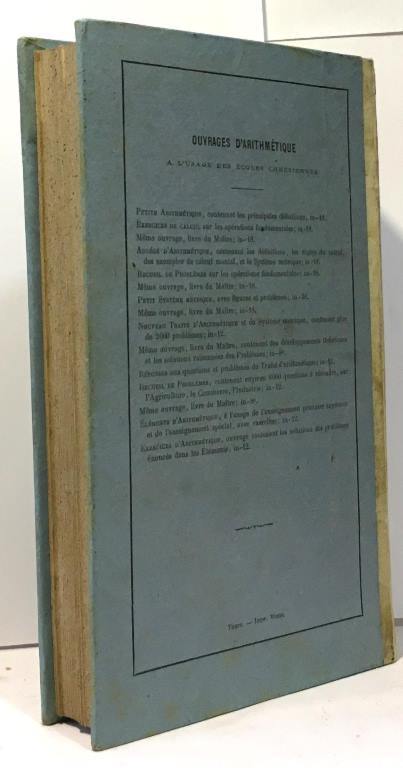 OUVRAGES D'ARITHMÉTIQUE
A L'USAGE DES ÉCOLES CHRÉTIENNES
Petite Arithmétique, contenant les principales définitions, in-18.
Exercices de calcul sur les opérations fondamentales; in-18.
Même ouvrage, livre du Maître; in-18.
Abrégé d'Arithmétique, contenant les définitions, les règles du calcul,
des exemples de calcul mental, et le Système métrique; in-18.
Recueil de Problèmes sur les opérations fondamentales; in-18.
Même ouvrage, livre du Maître; in-18.
Petit Système métrique, avec figures et problèmes; in-18.
Même ouvrage, livre du Maître; in-18.
Nouveau Traité d'Arithmétique et du Système métrique, contenant plus
de 2000 problèmes; in-12.
Même ouvrage, livre du Maître, contenant des développements théoriques
et les solutions raisonnées des Problèmes; in-8º.
Réponses aux questions et problèmes du Traité d'arithmétique; in-12.
Recueil de Problèmes, contenant environ questions à résoudre, sur
l'Agriculture, le Commerce, l'Industrie; in-12.
Même ouvrage, livre du Maître; in-8º.
Éléments d'Arithmétique, à l'usage de l'enseignement primaire supérieur
et de l'enseignement spécial, avec exercices; in-12.
Exercices d'Arithmétique, ouvrage contenant les solutions des problèmes
énoncés dans les Éléments; in-12.
Tours. — Impr. Mame.